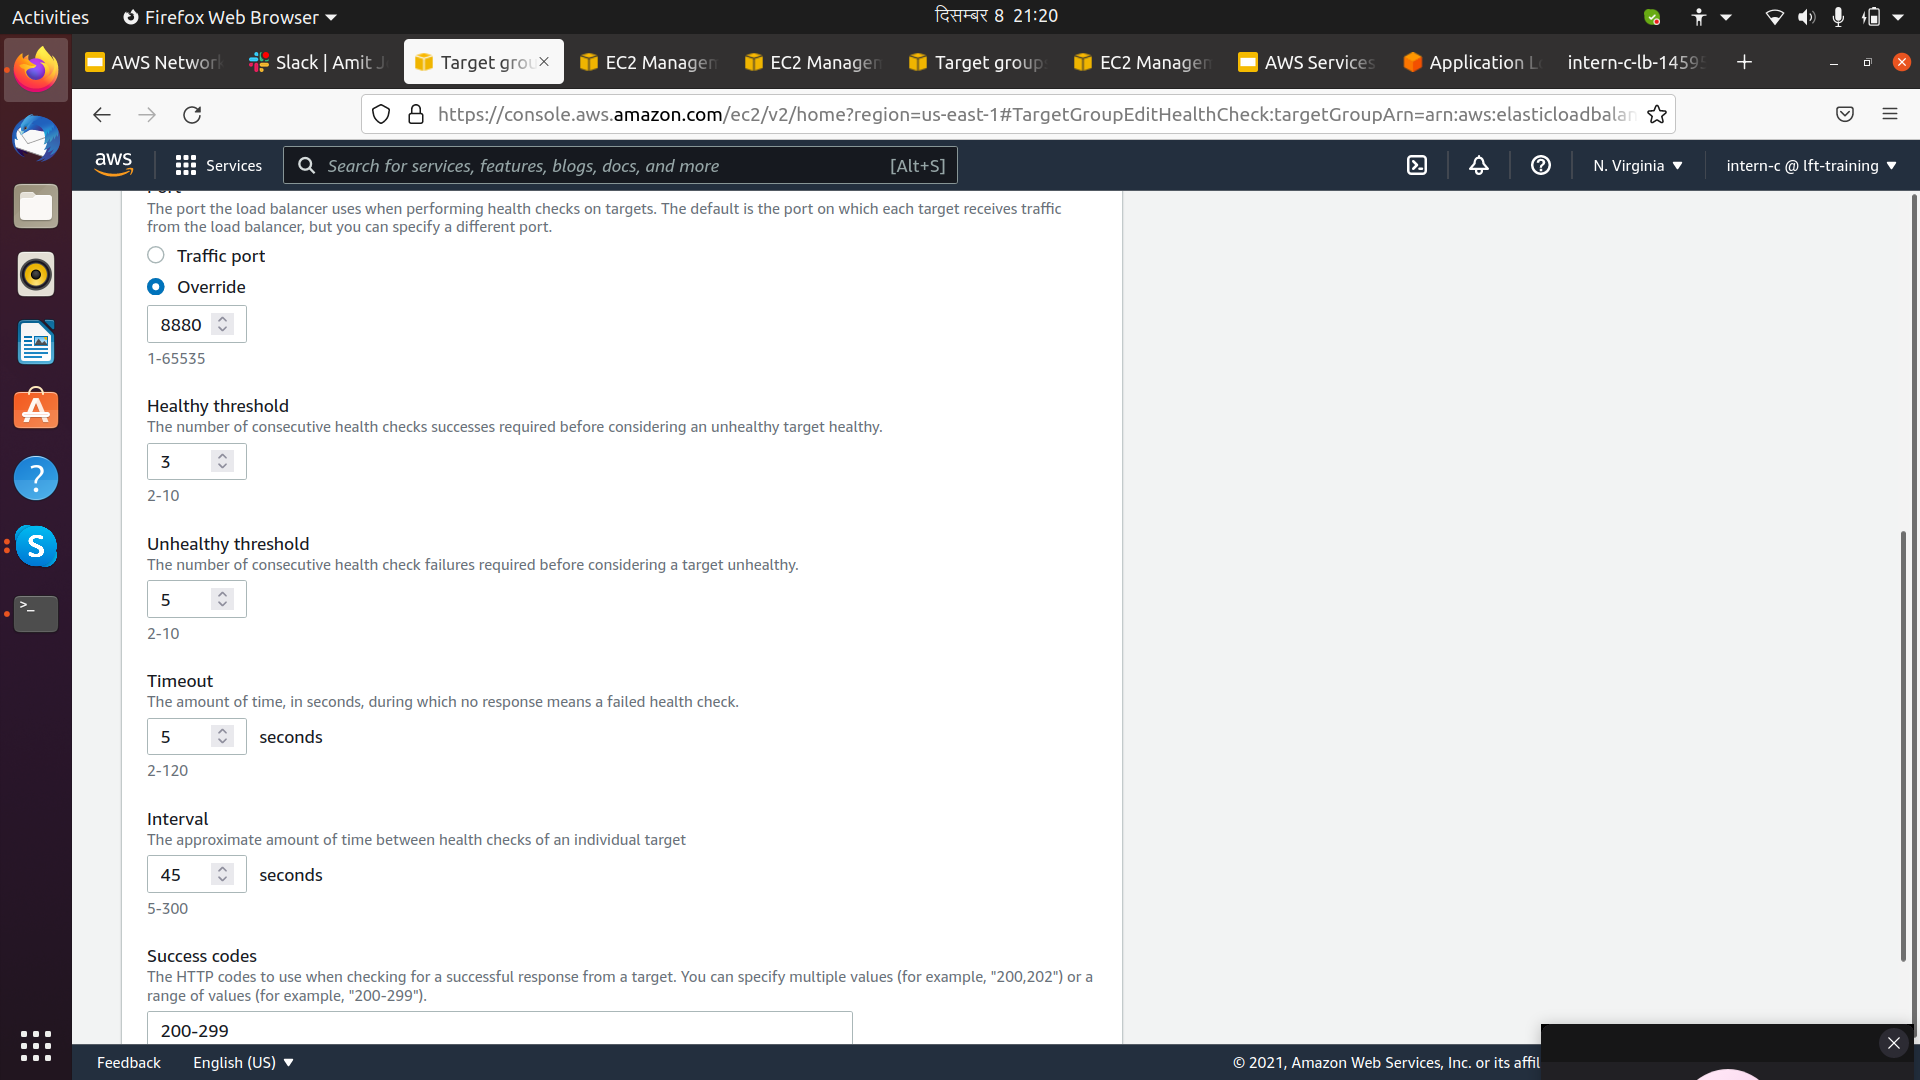 Activities
Firefox Web Browser
दिसम्बर 8 21:20
AWS Network
Slack | Amit J
Target grou
EC2 Managem
EC2 Managem
Target group
EC2 Managem
AWS Services
Application Lo
intern-c-lb-14595
https://console.aws.amazon.com/ec2/v2/home?region=us-east-1#TargetGroupEditHealthCheck:targetGroupArn=arn:aws:elasticloadbalan
aws
Services
Search for services, features, blogs, docs, and more
[Alt+S]
N. Virginia
intern-c @ lft-training
Port
The port the load balancer uses when performing health checks on targets. The default is the port on which each target receives traffic
from the load balancer, but you can specify a different port.
Traffic port
Override
8880
1-65535
Healthy threshold
The number of consecutive health checks successes required before considering an unhealthy target healthy.
3
2-10
Unhealthy threshold
The number of consecutive health check failures required before considering a target unhealthy.
5
2-10
Timeout
The amount of time, in seconds, during which no response means a failed health check.
5 seconds
2-120
Interval
The approximate amount of time between health checks of an individual target
45 seconds
5-300
Success codes
The HTTP codes to use when checking for a successful response from a target. You can specify multiple values (for example, "200,202") or a
range of values (for example, "200-299").
200-299
Feedback
English (US)
© 2021, Amazon Web Services, Inc. or its affil